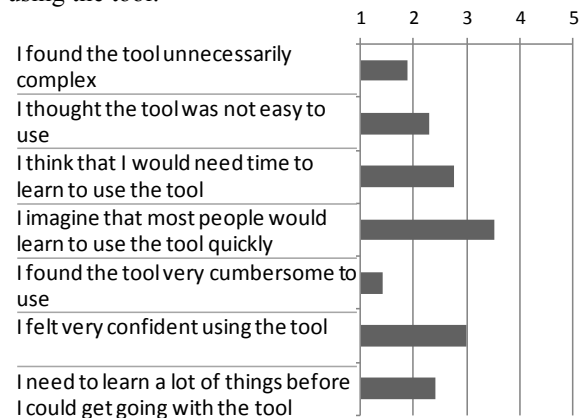 using the tool.
1 2 3 4 5
I found the tool unnecessarily
complex
I thought the tool was not easy to
use
I think that I would need time to
learn to use the tool
I imagine that most people would
learn to use the tool quickly
I found the tool very cumbersome to
use
I felt very confident using the tool
I need to learn a lot of things before
I could get going with the tool